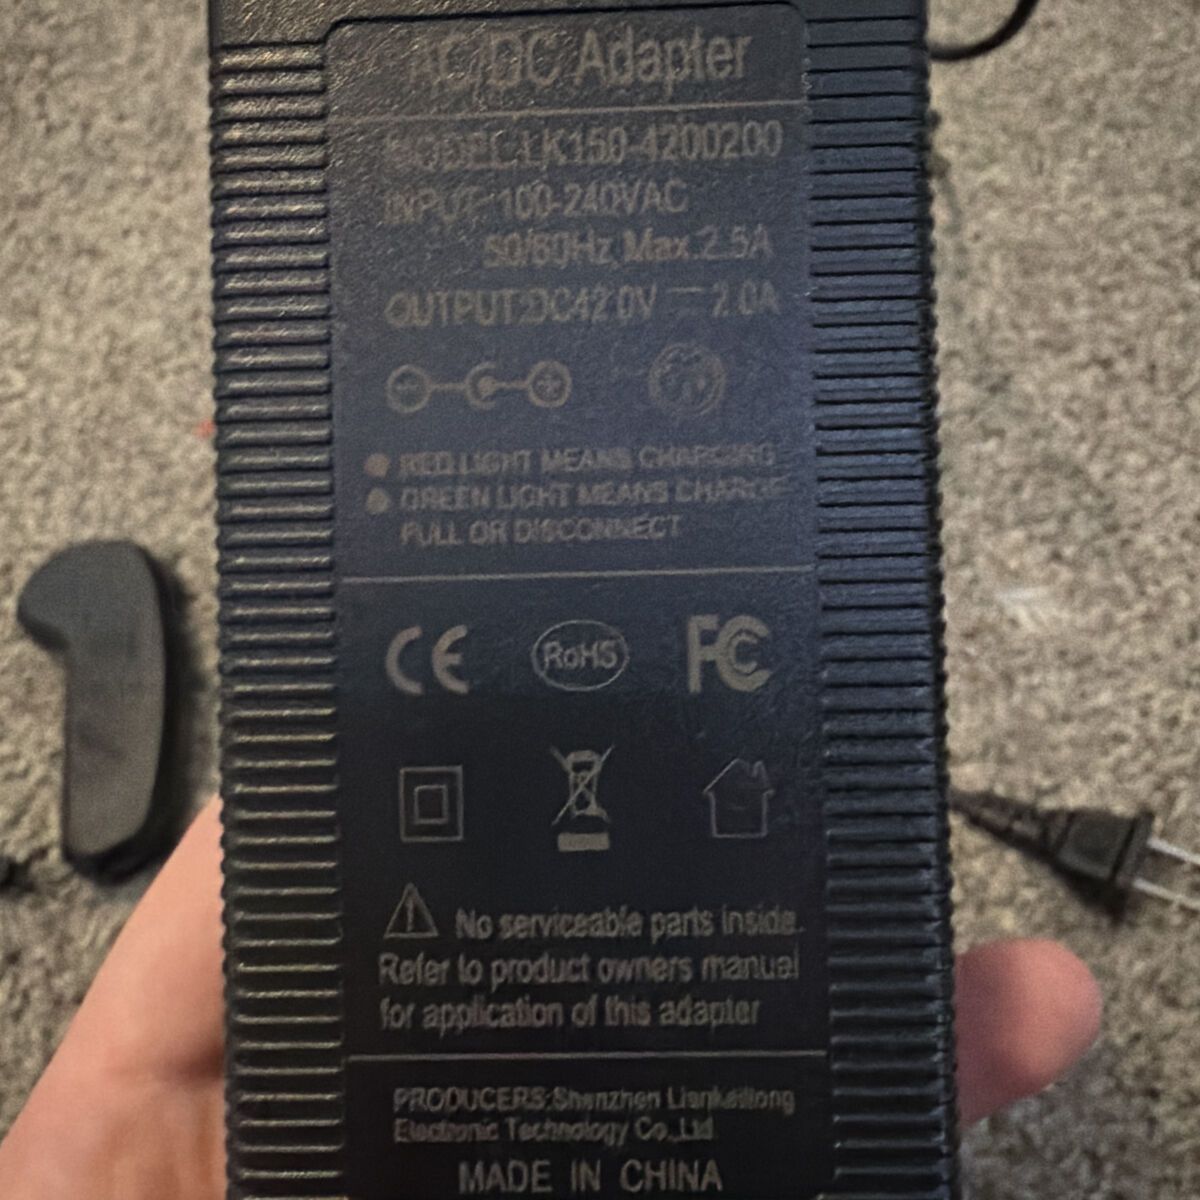 AC/DC Adapter
MODEL:LK150-4200200
INPUT: 100-240VAC
50/60Hz, Max.2.5A
OUTPUT:DC42.0V ⎓ 2.0A
RED LIGHT MEANS CHARGING
GREEN LIGHT MEANS CHARGE
FULL OR DISCONNECT
CE RoHS FC
No serviceable parts inside.
Refer to product owners manual
for application of this adapter
PRODUCERS:Shenzhen
Electronic Technology Co.,Ltd
MADE IN CHINA